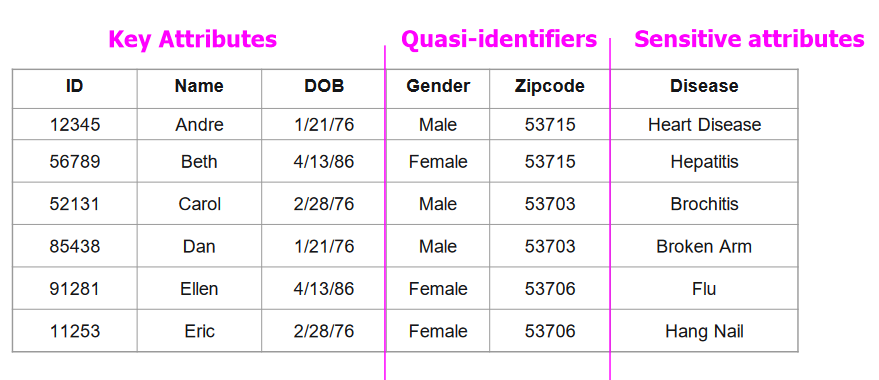 Key Attributes Quasi-identifiers Sensitive attributes
ID Name DOB Gender Zipcode Disease
12345 Andre 1/21/76 Male 53715 Heart Disease
56789 Beth 4/13/86 Female 53715 Hepatitis
52131 Carol 2/28/76 Male 53703 Brochitis
85438 Dan 1/21/76 Male 53703 Broken Arm
91281 Ellen 4/13/86 Female 53706 Flu
11253 Eric 2/28/76 Female 53706 Hang Nail